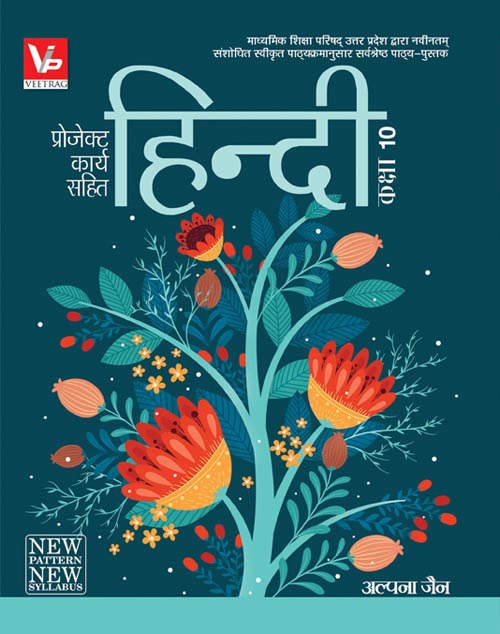 माध्यमिक शिक्षा परिषद् उत्तर प्रदेश द्वारा नवीनतम्
संशोधित स्वीकृत पाठ्यक्रमानुसार सर्वश्रेष्ठ पाठ्य-पुस्तक
VP
VEETRAG
प्रोजेक्ट
कार्य
सहित
हिन्दी
कक्षा 10
NEW
PATTERN
NEW
SYLLABUS
अल्पना जैन